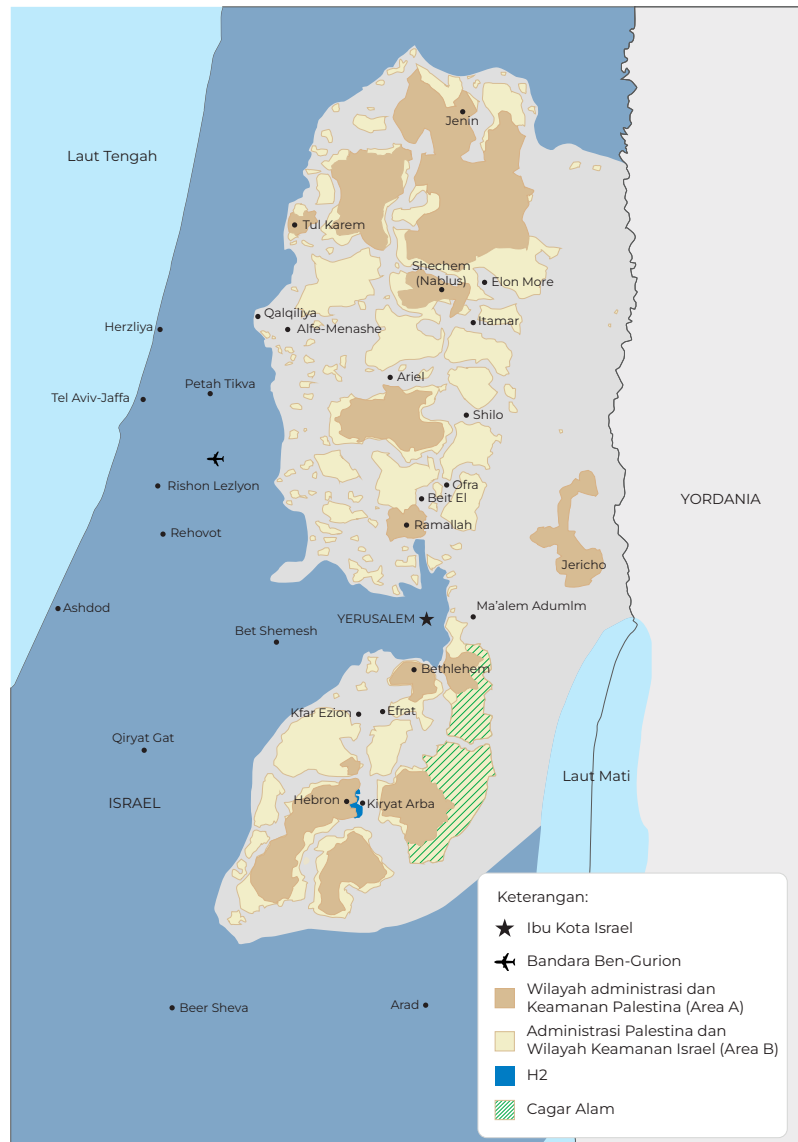 Laut Tengah
Jenin
Tul Karem
Shechem
(Nablus)
Elon More
Qalqiliya
Herzliya
Alfe-Menashe
Itamar
Petah Tikva
Ariel
Tel Aviv-Jaffa
Shilo
Rishon Lezlyon
Ofra
Beit El
YORDANIA
Ramallah
Rehovot
Jericho
Ashdod
Ma'alem Adumlm
YERUSALEM
Bet Shemesh
Bethlehem
Kfar Ezion
Efrat
Qiryat Gat
Laut Mati
ISRAEL
Hebron
Kiryat Arba
Keterangan:
Ibu Kota Israel
Bandara Ben-Gurion
Wilayah administrasi dan
Keamanan Palestina (Area A)
Administrasi Palestina dan
Wilayah Keamanan Israel (Area B)
H2
Cagar Alam
Beer Sheva
Arad